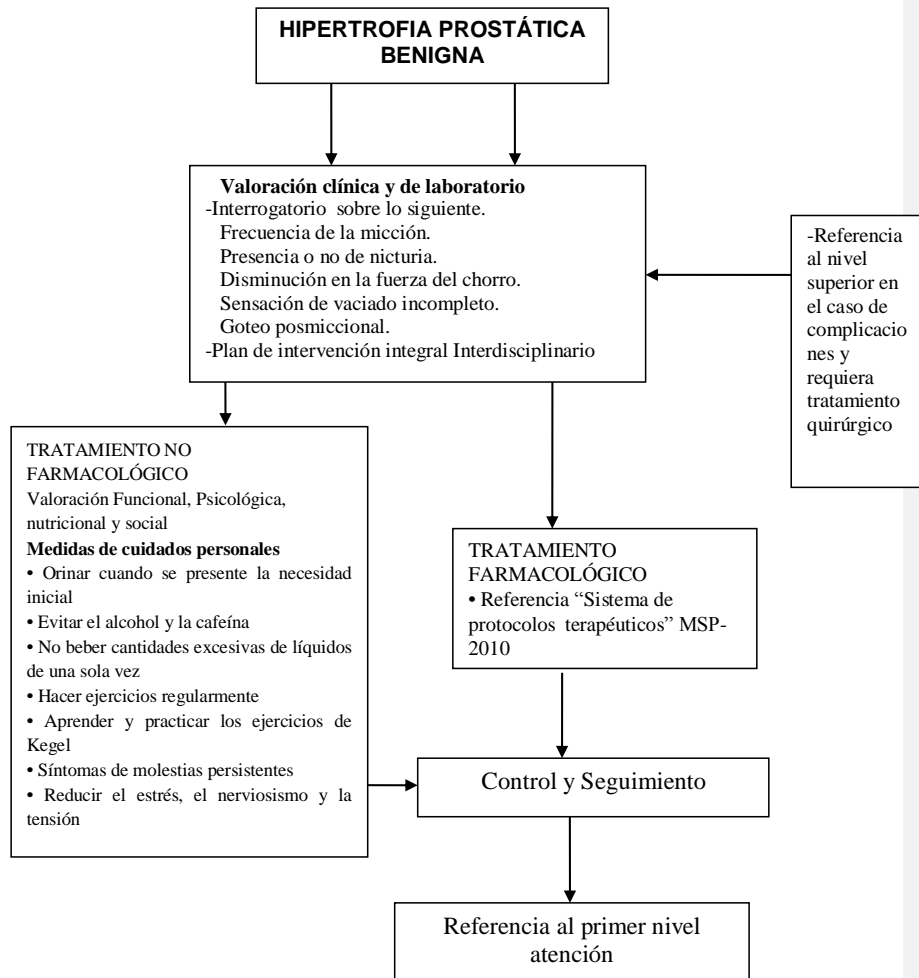 HIPERTROFIA PROSTÁTICA
BENIGNA
Valoración clínica y de laboratorio
-Interrogatorio sobre lo siguiente.
Frecuencia de la micción.
Presencia o no de nicturia.
Disminución en la fuerza del chorro.
Sensación de vaciado incompleto.
Goteo posmiccional.
-Plan de intervención integral Interdisciplinario
-Referencia
al nivel
superior en
el caso de
complicacio
nes y
requiera
tratamiento
quirúrgico
TRATAMIENTO NO
FARMACOLÓGICO
Valoración Funcional, Psicológica,
nutricional y social
Medidas de cuidados personales
• Orinar cuando se presente la necesidad
inicial
• Evitar el alcohol y la cafeína
• No beber cantidades excesivas de líquidos
de una sola vez
• Hacer ejercicios regularmente
• Aprender y practicar los ejercicios de
Kegel
• Síntomas de molestias persistentes
• Reducir el estrés, el nerviosismo y la
tensión
TRATAMIENTO
FARMACOLÓGICO
• Referencia “Sistema de
protocolos terapéuticos” MSP-
2010
Control y Seguimiento
Referencia al primer nivel
atención